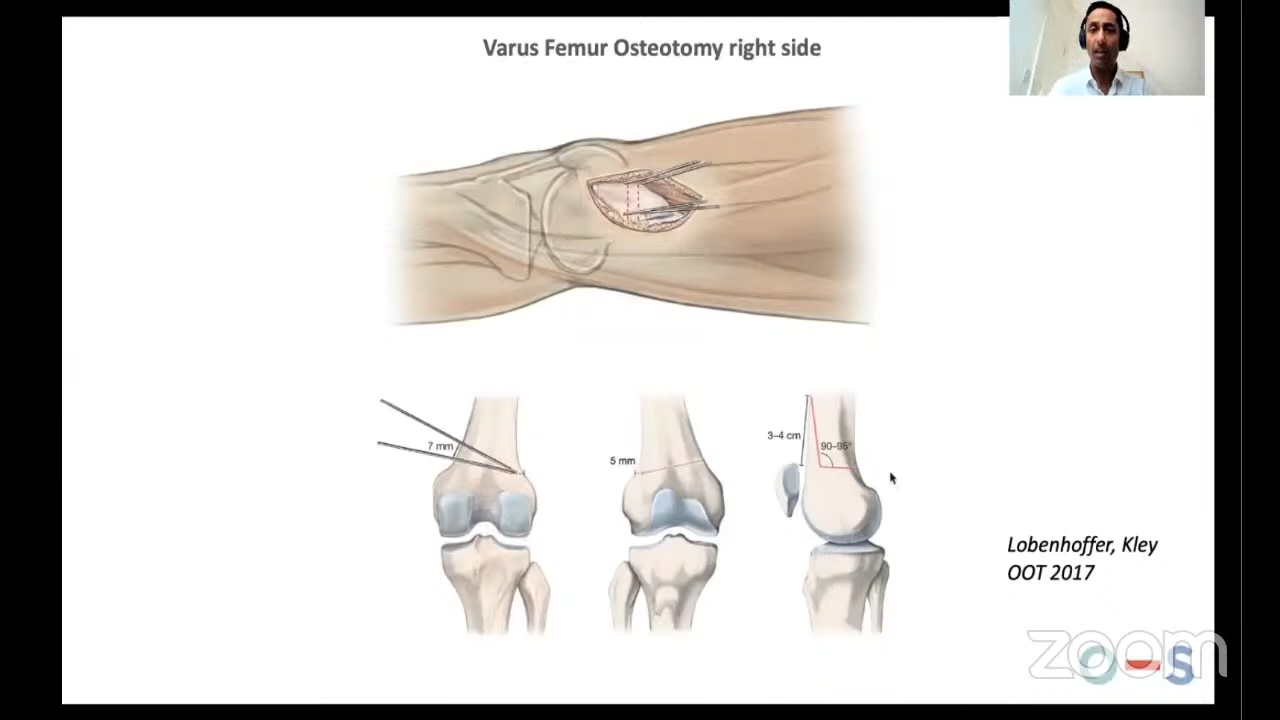 Varus Femur Osteotomy right side
7 mm
5 mm
3–4 cm
90–95°
Lobenhoffer, Kley
OOT 2017
zoom
O-S